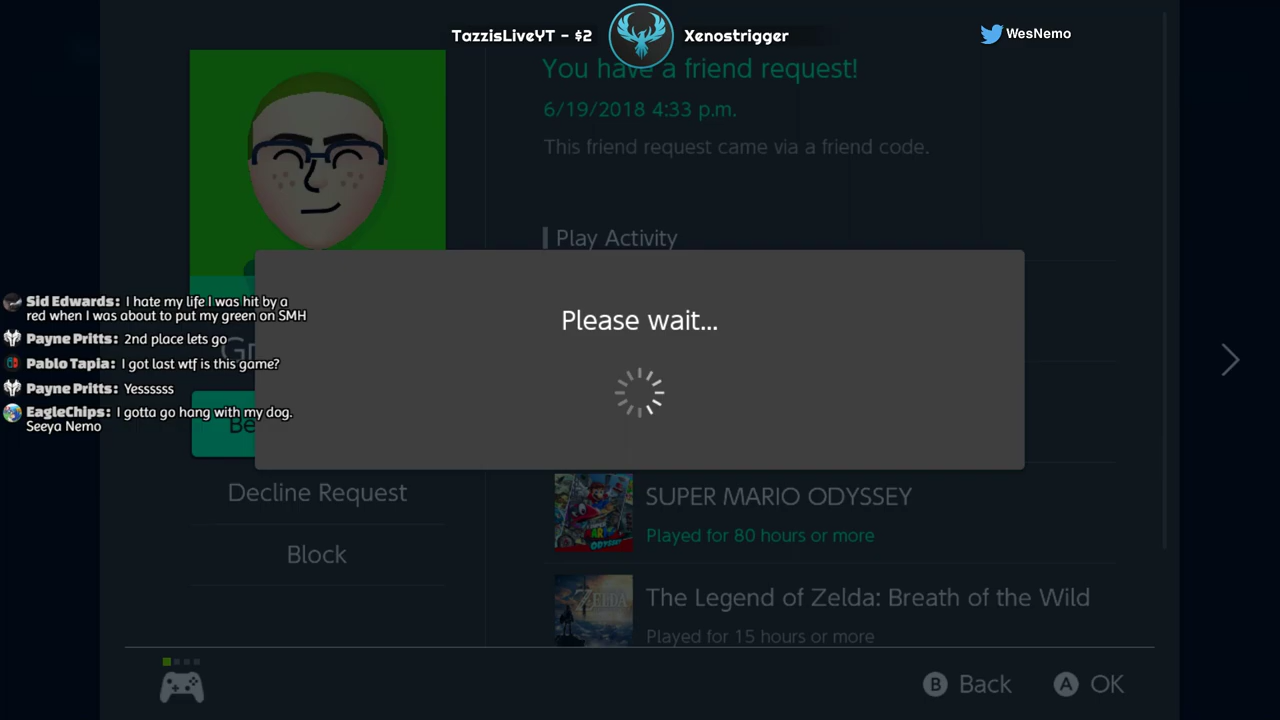 TazzisLiveYT - $2
Xenostrigger
WesNemo
You have a friend request!
6/19/2018 4:33 p.m.
This friend request came via a friend code.
Play Activity
Please wait...
Sid Edwards: I hate my life I was hit by a
red when I was about to put my green on SMH
Payne Pritts: 2nd place lets go
Pablo Tapia: I got last wtf is this game?
Payne Pritts: Yessssss
EagleChips: I gotta go hang with my dog.
Seeya Nemo
Gr
Be
Decline Request
Block
SUPER MARIO ODYSSEY
Played for 80 hours or more
The Legend of Zelda: Breath of the Wild
Played for 15 hours or more
B Back
A OK